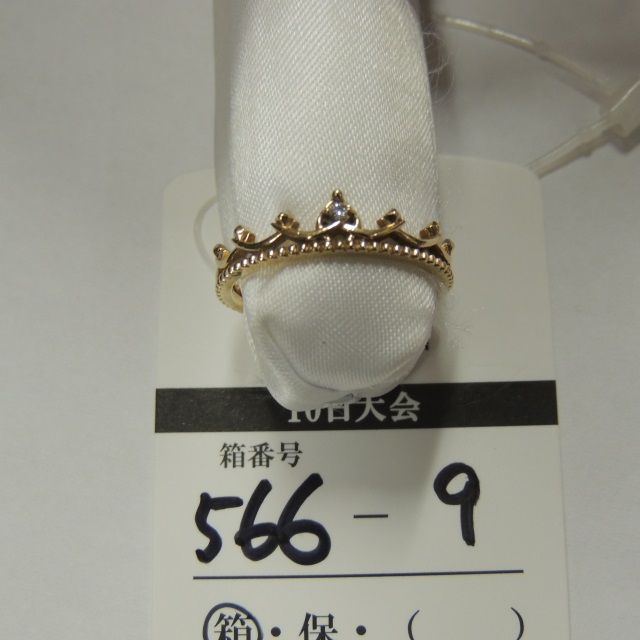 10日大会
箱番号
566 - 9
箱・保・( )